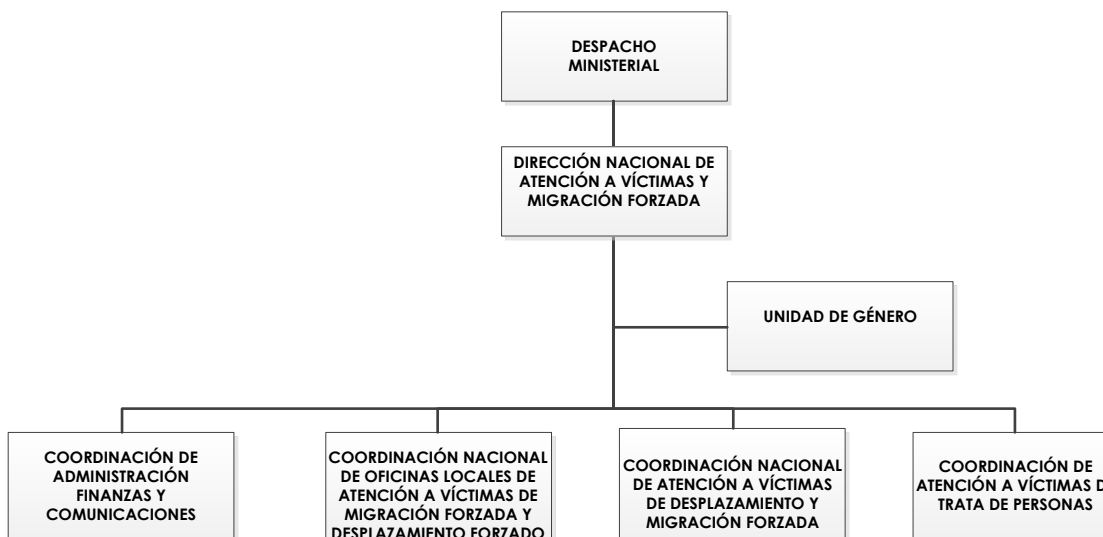 DESPACHO
MINISTERIAL
DIRECCIÓN NACIONAL DE
ATENCIÓN A VÍCTIMAS Y
MIGRACIÓN FORZADA
UNIDAD DE GÉNERO
COORDINACIÓN DE
ADMINISTRACIÓN
FINANZAS Y
COMUNICACIONES
COORDINACIÓN NACIONAL
DE OFICINAS LOCALES DE
ATENCIÓN A VÍCTIMAS DE
MIGRACIÓN FORZADA Y
DESPLAZAMIENTO FORZADO
COORDINACIÓN NACIONAL
DE ATENCIÓN A VÍCTIMAS
DE DESPLAZAMIENTO Y
MIGRACIÓN FORZADA
COORDINACIÓN DE
ATENCIÓN A VÍCTIMAS D
TRATA DE PERSONAS